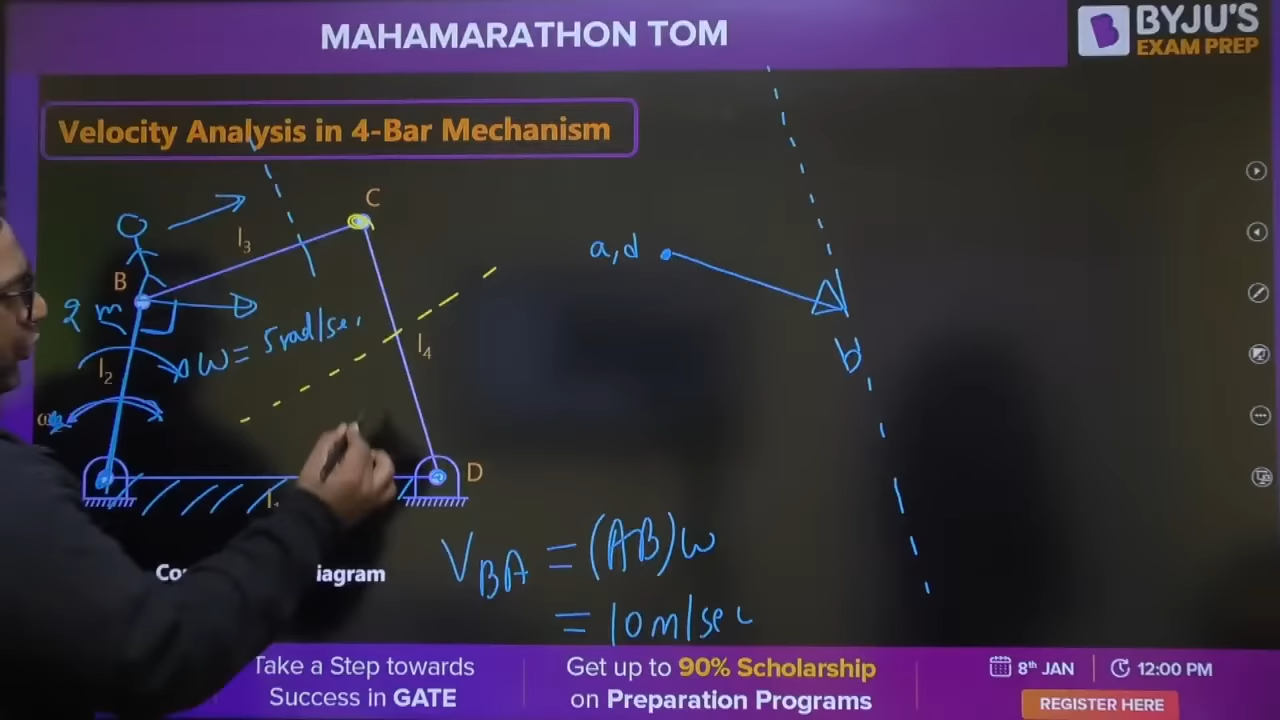 MAHAMARATHON TOM
BYJU'S
EXAM PREP
Velocity Analysis in 4-Bar Mechanism
C
l₃
B
2 m
ω = 5 rad/sec
l₂
l₄
D
a, d
b
V_BA = (AB)ω
= 10 m/sec
iagram
Take a Step towards
Success in GATE
Get up to 90% Scholarship
on Preparation Programs
8th JAN
12:00 PM
REGISTER HERE